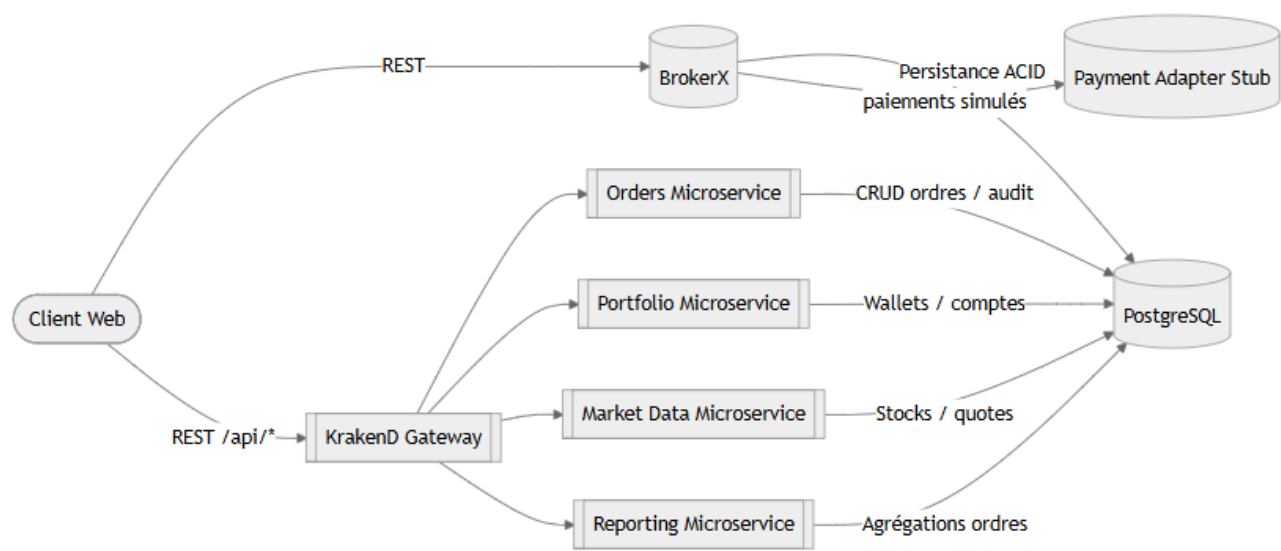 REST
BrokerX
Persistance ACID
paiements simulés
Payment Adapter Stub
Orders Microservice
CRUD ordres / audit
Client Web
Portfolio Microservice
Wallets / comptes
PostgreSQL
REST /api/*
KrakenD Gateway
Market Data Microservice
Stocks / quotes
Reporting Microservice
Agrégations ordres